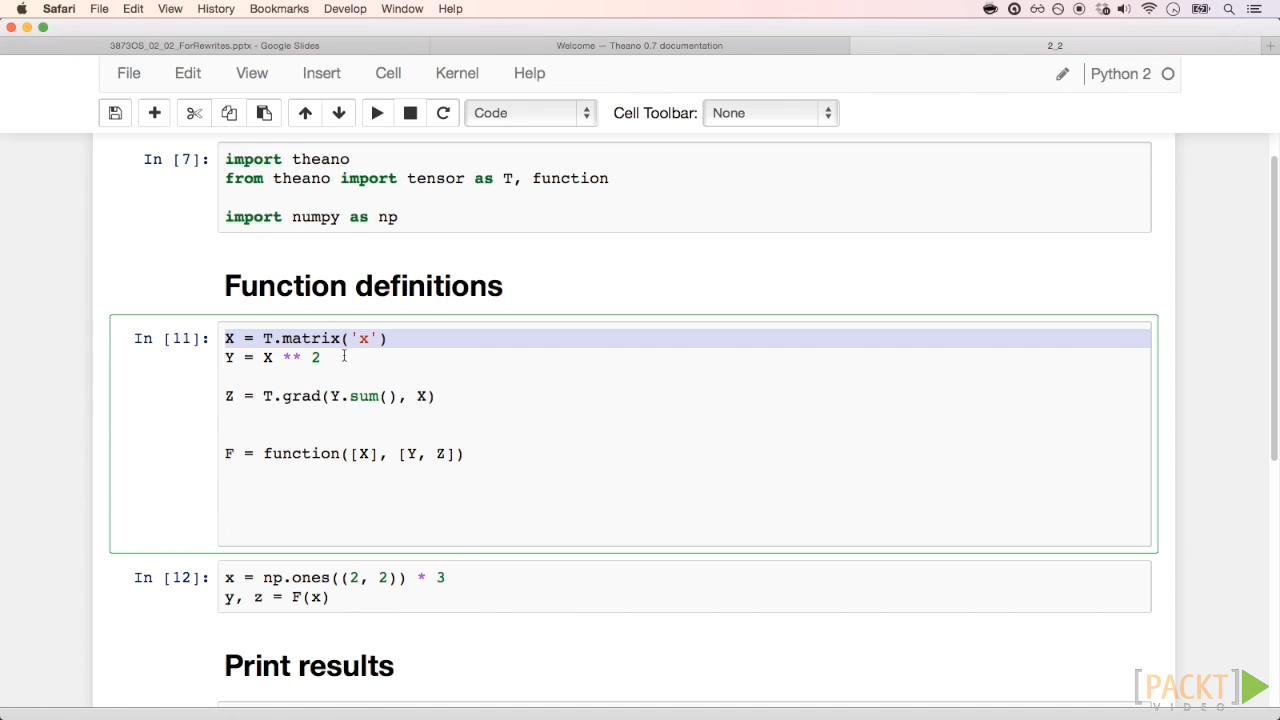 Safari File Edit View History Bookmarks Develop Window Help
3873OS_02_02_ForRewrites.pptx - Google Slides
Welcome — Theano 0.7 documentation
2_2
File Edit View Insert Cell Kernel Help
Python 2
Code
Cell Toolbar: None
In [7]:
import theano
from theano import tensor as T, function
import numpy as np
Function definitions
In [11]:
X = T.matrix('x')
Y = X ** 2
Z = T.grad(Y.sum(), X)
F = function([X], [Y, Z])
In [12]:
x = np.ones((2, 2)) * 3
y, z = F(x)
Print results
[PACKT]
VIDEO